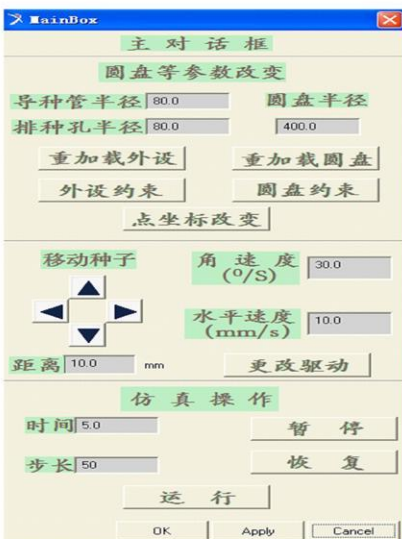 MainBox
主对话框
圆盘等参数改变
导种管半径 80.0 圆盘半径
排种孔半径 80.0 400.0
重加载外设 重加载圆盘
外设约束 圆盘约束
点坐标改变
移动种子 角速度 (º/S) 30.0
水平速度 (mm/s) 10.0
距离 10.0 mm 更改驱动
仿真操作
时间 5.0 暂停
步长 50 恢复
运行
OK Apply Cancel